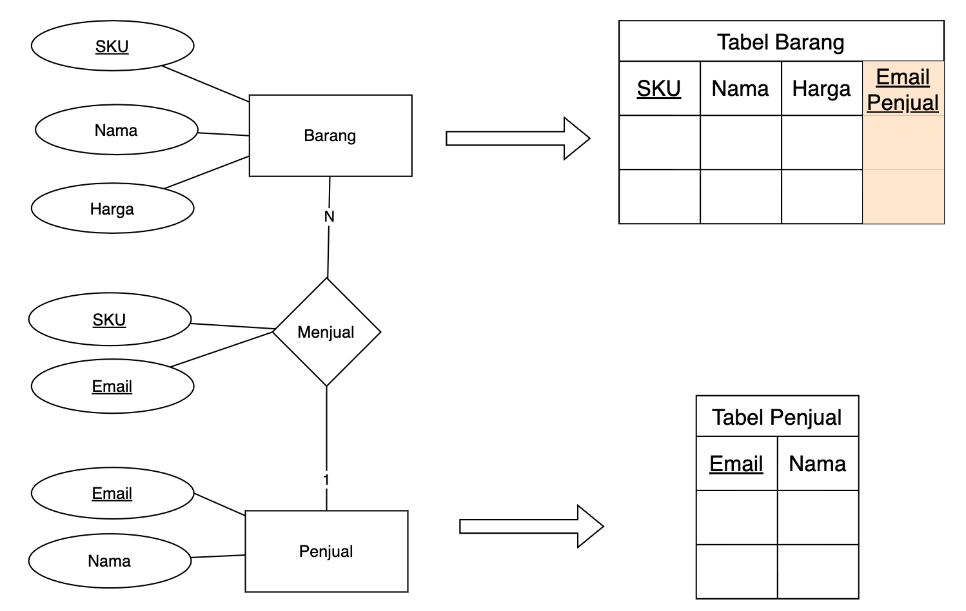 SKU
Nama
Harga
Barang
N
SKU
Email
Menjual
1
Email
Nama
Penjual
Tabel Barang
SKU Nama Harga Email
Penjual
Tabel Penjual
Email Nama